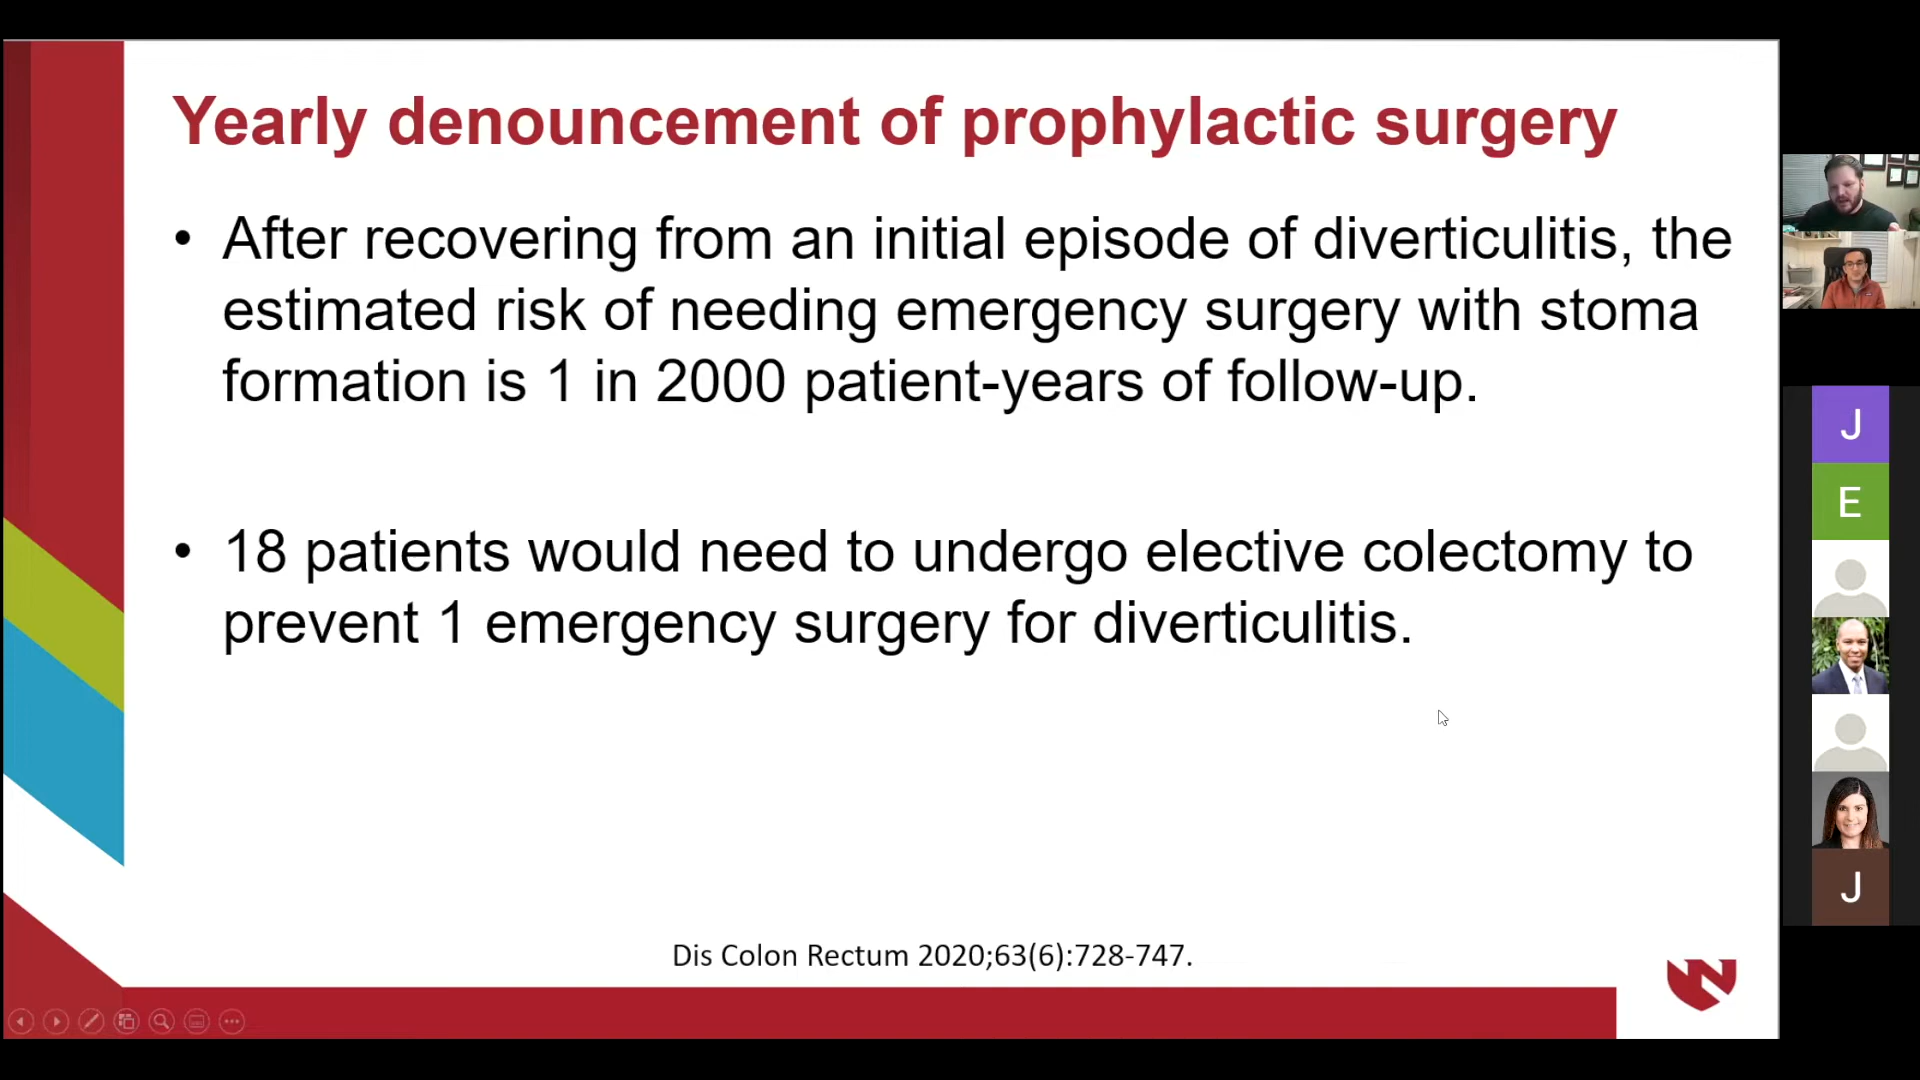 Yearly denouncement of prophylactic surgery
• After recovering from an initial episode of diverticulitis, the
estimated risk of needing emergency surgery with stoma
formation is 1 in 2000 patient-years of follow-up.
• 18 patients would need to undergo elective colectomy to
prevent 1 emergency surgery for diverticulitis.
Dis Colon Rectum 2020;63(6):728-747.
J
E
J
N